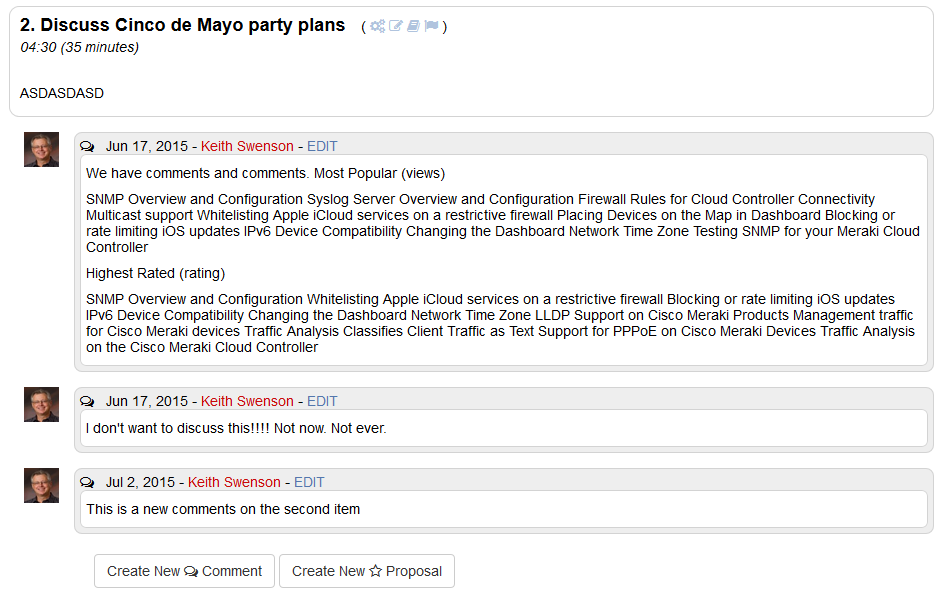 2. Discuss Cinco de Mayo party plans ( )
04:30 (35 minutes)
ASDASDASD
Jun 17, 2015 - Keith Swenson - EDIT
We have comments and comments. Most Popular (views)
SNMP Overview and Configuration Syslog Server Overview and Configuration Firewall Rules for Cloud Controller Connectivity
Multicast support Whitelisting Apple iCloud services on a restrictive firewall Placing Devices on the Map in Dashboard Blocking or
rate limiting iOS updates IPv6 Device Compatibility Changing the Dashboard Network Time Zone Testing SNMP for your Meraki Cloud
Controller
Highest Rated (rating)
SNMP Overview and Configuration Whitelisting Apple iCloud services on a restrictive firewall Blocking or rate limiting iOS updates
IPv6 Device Compatibility Changing the Dashboard Network Time Zone LLDP Support on Cisco Meraki Products Management traffic
for Cisco Meraki devices Traffic Analysis Classifies Client Traffic as Text Support for PPPoE on Cisco Meraki Devices Traffic Analysis
on the Cisco Meraki Cloud Controller
Jun 17, 2015 - Keith Swenson - EDIT
I don't want to discuss this!!!! Not now. Not ever.
Jul 2, 2015 - Keith Swenson - EDIT
This is a new comments on the second item
Create New Comment Create New Proposal